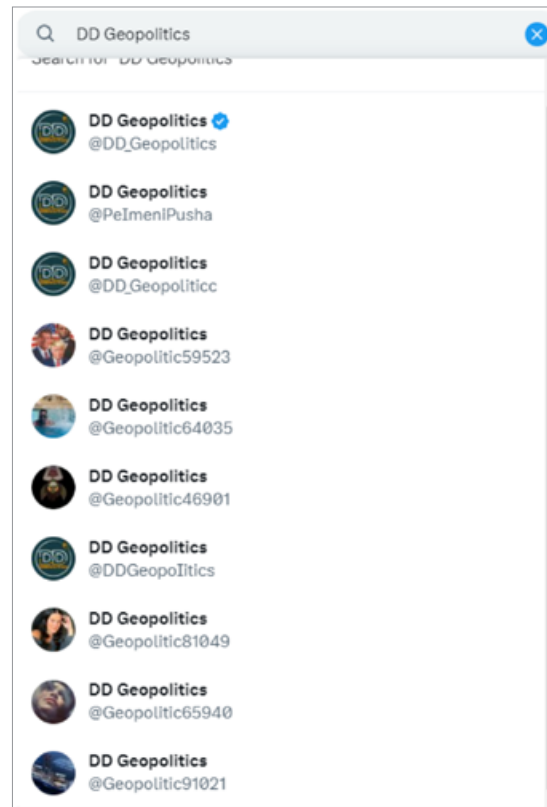 DD Geopolitics
Search for "DD Geopolitics"
DD Geopolitics
@DD_Geopolitics
DD Geopolitics
@PeImeniPusha
DD Geopolitics
@DD_Geopoliticc
DD Geopolitics
@Geopolitic59523
DD Geopolitics
@Geopolitic64035
DD Geopolitics
@Geopolitic46901
DD Geopolitics
@DDGeopoIitics
DD Geopolitics
@Geopolitic81049
DD Geopolitics
@Geopolitic65940
DD Geopolitics
@Geopolitic91021